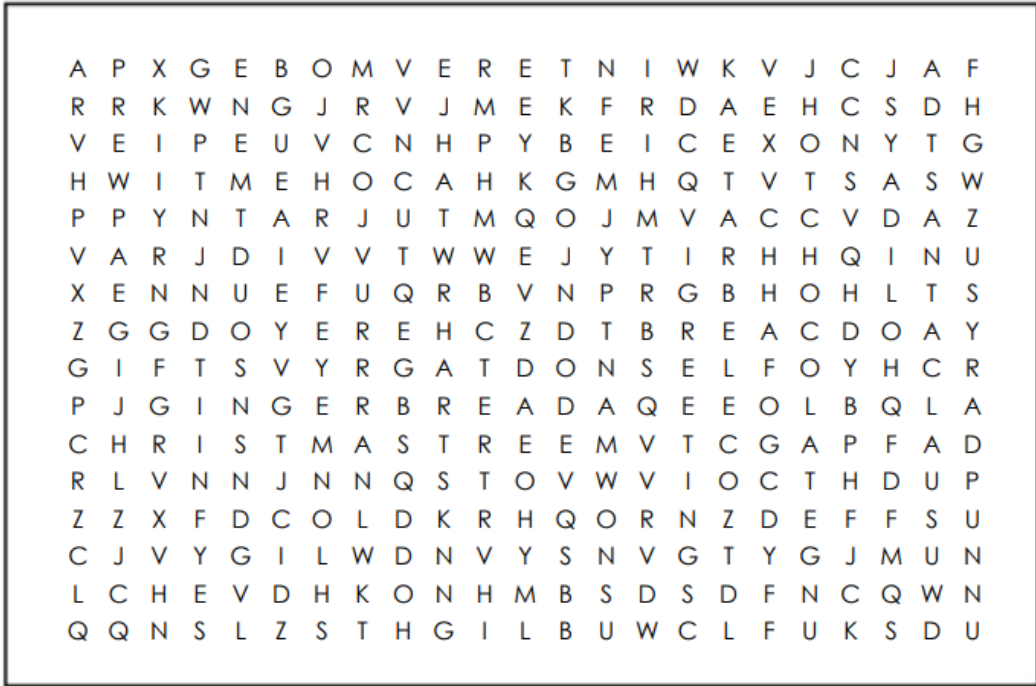 A P X G E B O M V E R E T N I W K V J C J A F
R R K W N G J R V J M E K F R D A E H C S D H
V E I P E U V C N H P Y B E I C E X O N Y T G
H W I T M E H O C A H K G M H Q T V T S A S W
P P Y N T A R J U T M Q O J M V A C C V D A Z
V A R J D I V V T W W E J Y T I R H H Q I N U
X E N N U E F U Q R B V N P R G B H O H L T S
Z G G D O Y E R E H C Z D T B R E A C D O A Y
G I F T S V Y R G A T D O N S E L F O Y H C R
P J G I N G E R B R E A D A Q E E O L B Q L A
C H R I S T M A S T R E E M V T C G A P F A D
R L V N N J N N Q S T O V W V I O C T H D U P
Z Z X F D C O L D K R H Q O R N Z D E F F S U
C J V Y G I L W D N V Y S N V G T Y G J M U N
L C H E V D H K O N H M B S D S D F N C Q W N
Q Q N S L Z S T H G I L B U W C L F U K S D U